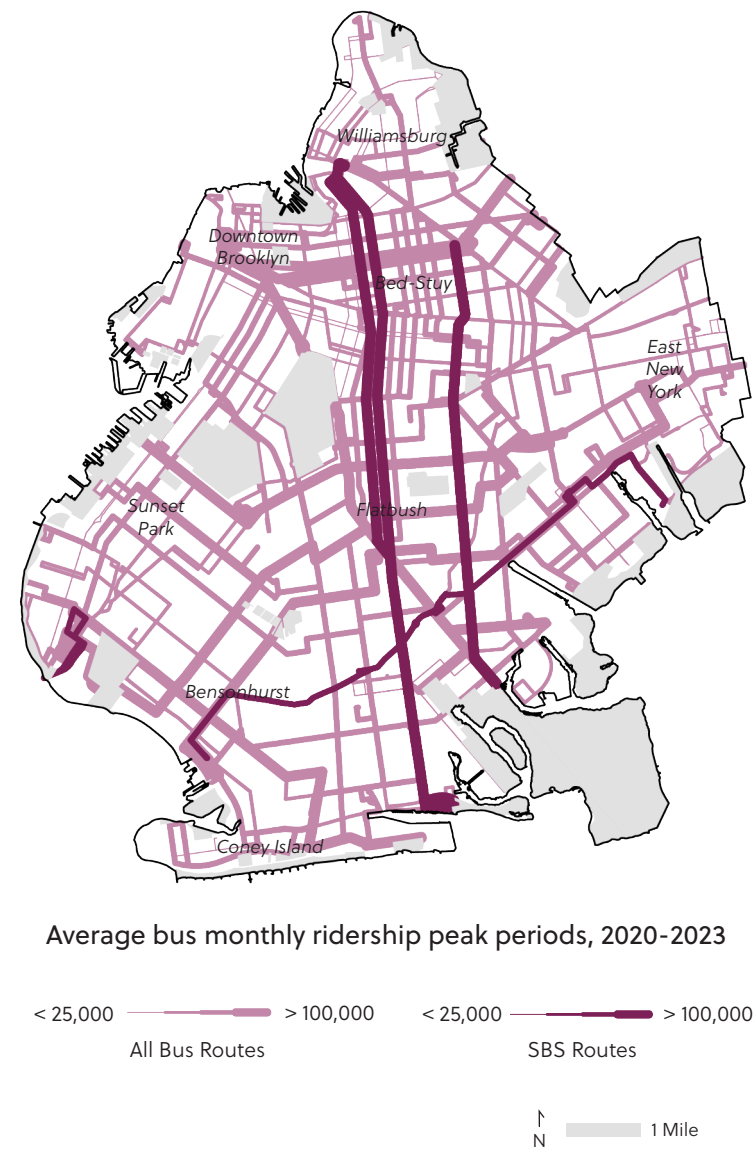 Williamsburg
Downtown
Brooklyn
Bed-Stuy
East
New
York
Sunset
Park
Flatbush
Bensonhurst
Coney Island
Average bus monthly ridership peak periods, 2020-2023
< 25,000 > 100,000 < 25,000 > 100,000
All Bus Routes SBS Routes
N 1 Mile